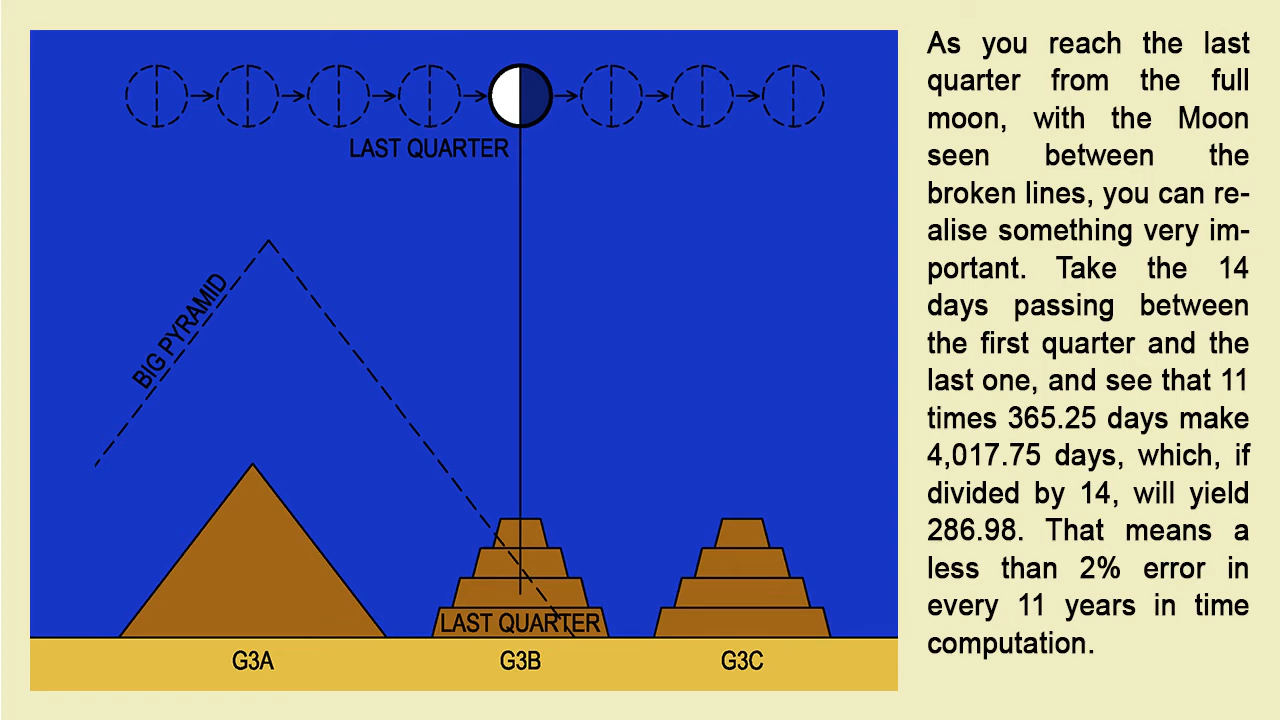 LAST QUARTER
BIG PYRAMID
LAST QUARTER
G3A
G3B
G3C
As you reach the last
quarter from the full
moon, with the Moon
seen between the
broken lines, you can re-
alise something very im-
portant. Take the 14
days passing between
the first quarter and the
last one, and see that 11
times 365.25 days make
4,017.75 days, which, if
divided by 14, will yield
286.98. That means a
less than 2% error in
every 11 years in time
computation.